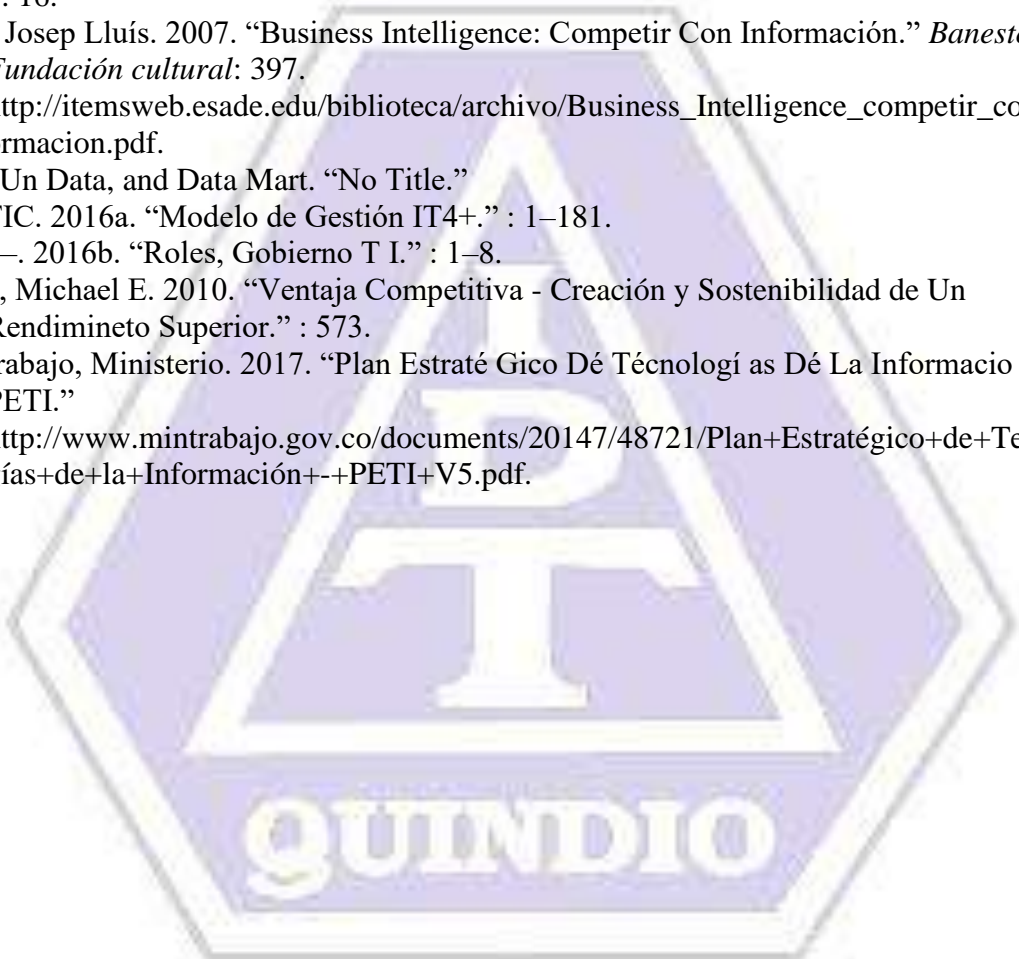 : 16.
Josep Lluís. 2007. “Business Intelligence: Competir Con Información.” Banesto
Fundación cultural: 397.
http://itemsweb.esade.edu/biblioteca/archivo/Business_Intelligence_competir_co
rmacion.pdf.
Un Data, and Data Mart. “No Title.”
TIC. 2016a. “Modelo de Gestión IT4+.” : 1–181.
—. 2016b. “Roles, Gobierno T I.” : 1–8.
, Michael E. 2010. “Ventaja Competitiva - Creación y Sostenibilidad de Un
Rendimineto Superior.” : 573.
rabajo, Ministerio. 2017. “Plan Estraté Gico Dé Técnologí as Dé La Informacio
PETI.”
http://www.mintrabajo.gov.co/documents/20147/48721/Plan+Estratégico+de+Te
rías+de+la+Información+-+PETI+V5.pdf.
I
D
T
QUINDIO